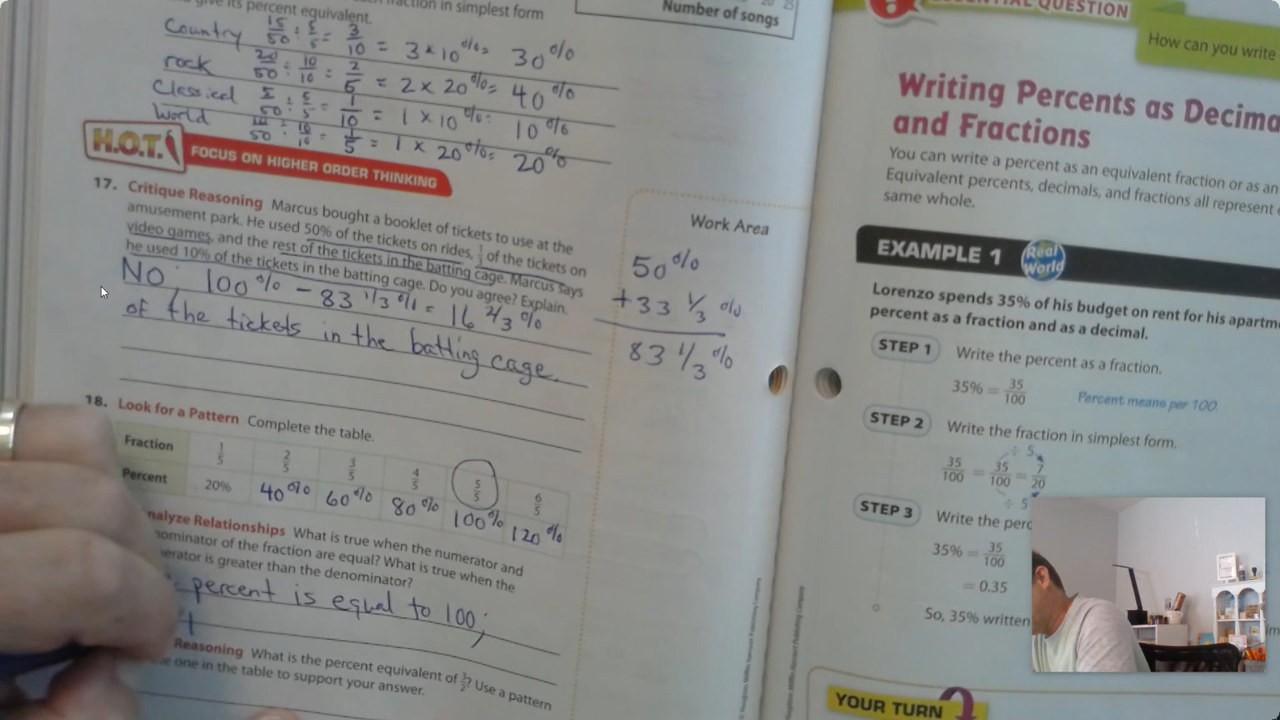 fraction in simplest form
give its percent equivalent.
Country 15/50 ÷ 5/5 = 3/10 = 3 × 10% = 30%
rock 20/50 ÷ 10/10 = 2/5 = 2 × 20% = 40%
Classical 5/50 ÷ 5/5 = 1/10 = 1 × 10% = 10%
World 10/50 ÷ 10/10 = 1/5 = 1 × 20% = 20%
H.O.T. FOCUS ON HIGHER ORDER THINKING
17. Critique Reasoning Marcus bought a booklet of tickets to use at the
amusement park. He used 50% of the tickets on rides, 1/3 of the tickets on
video games, and the rest of the tickets in the batting cage. Marcus says
he used 10% of the tickets in the batting cage. Do you agree? Explain.
NO; 100% - 83 1/3% = 16 2/3%
of the tickets in the batting cage.
18. Look for a Pattern Complete the table.
Fraction 1/5 2/5 3/5 4/5 5/5 6/5
Percent 20% 40% 60% 80% 100% 120%
Relationships What is true when the numerator and
of the fraction are equal? What is true when the
is greater than the denominator?
percent is equal to 100;
Reasoning What is the percent equivalent of 3/2? Use a pattern
one in the table to support your answer.
20 25
Number of songs
Work Area
50%
+33 1/3 %
83 1/3 %
QUESTION
How can you write
Writing Percents as
and Fractions
You can write a percent as an equivalent fraction or as an
Equivalent percents, decimals, and fractions all represent
same whole.
EXAMPLE 1 Real World
Lorenzo spends 35% of his budget on rent for his
percent as a fraction and as a decimal.
STEP 1 Write the percent as a fraction.
35% = 35/100 Percent means per 100.
STEP 2 Write the fraction in simplest form.
÷ 5
35/100 = 35/100 = 7/20
÷ 5
STEP 3 Write the
35% = 35/100
= 0.35
So, 35% written
YOUR TURN